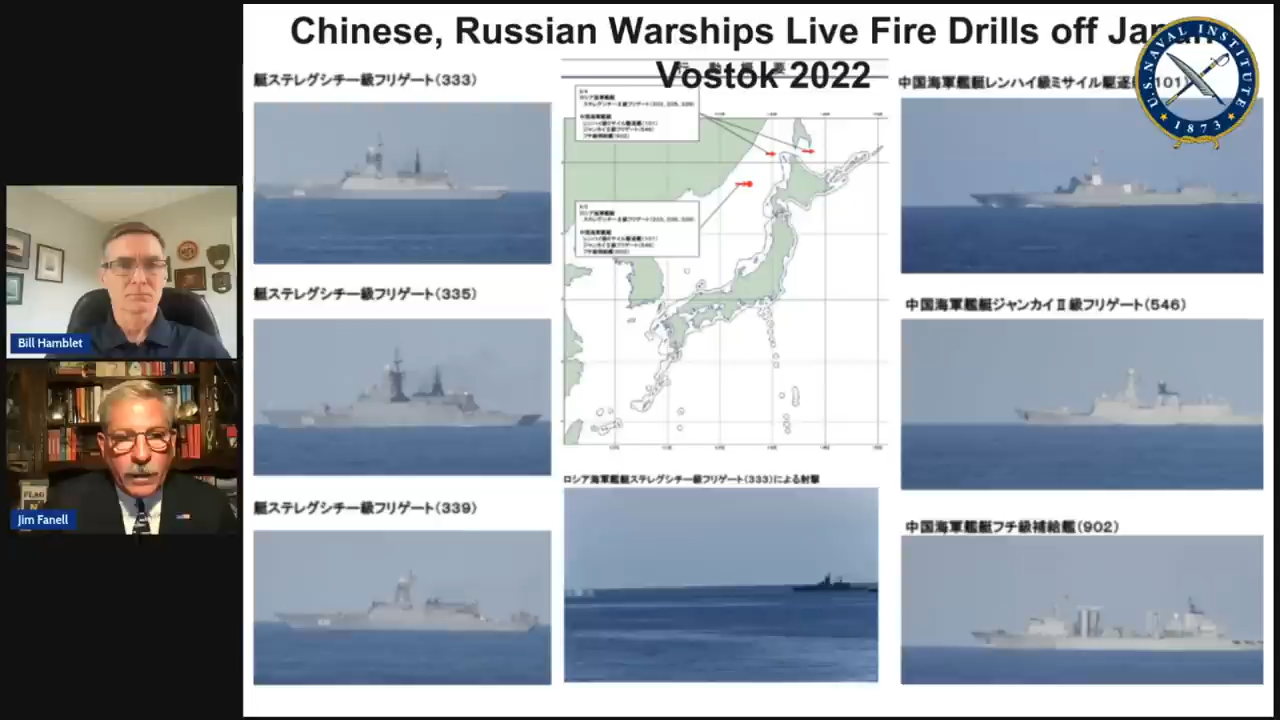 Chinese, Russian Warships Live Fire Drills off Japan
Vostok 2022
艇ステレグシチー級フリゲート(333)
艇ステレグシチー級フリゲート(335)
艇ステレグシチー級フリゲート(339)
ロシア海軍艦艇ステレグシチー級フリゲート(333)による射撃
中国海軍艦艇レンハイ級ミサイル駆逐 101)
中国海軍艦艇ジャンカイⅡ級フリゲート(546)
中国海軍艦艇フチ級補給艦(902)
U.S. NAVAL INSTITUTE
1873
Bill Hamblet
Jim Fanell
FLAG